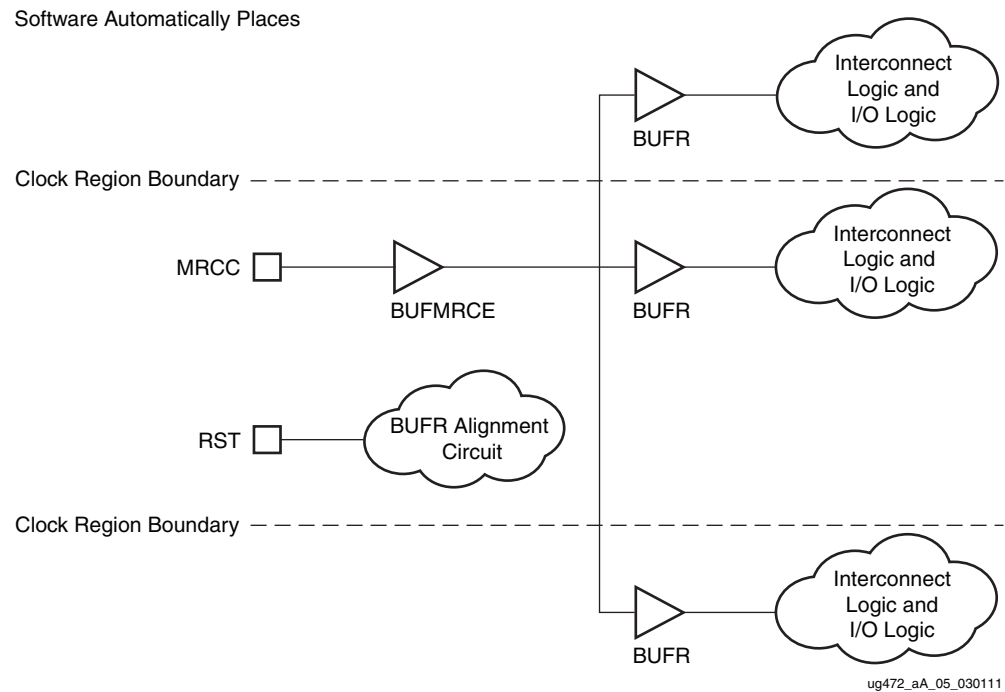 Software Automatically Places
Interconnect
Logic and
I/O Logic
BUFR
Clock Region Boundary
Interconnect
Logic and
I/O Logic
MRCC
BUFMRCE
BUFR
BUFR Alignment
Circuit
RST
Clock Region Boundary
Interconnect
Logic and
I/O Logic
BUFR
ug472_aA_05_030111